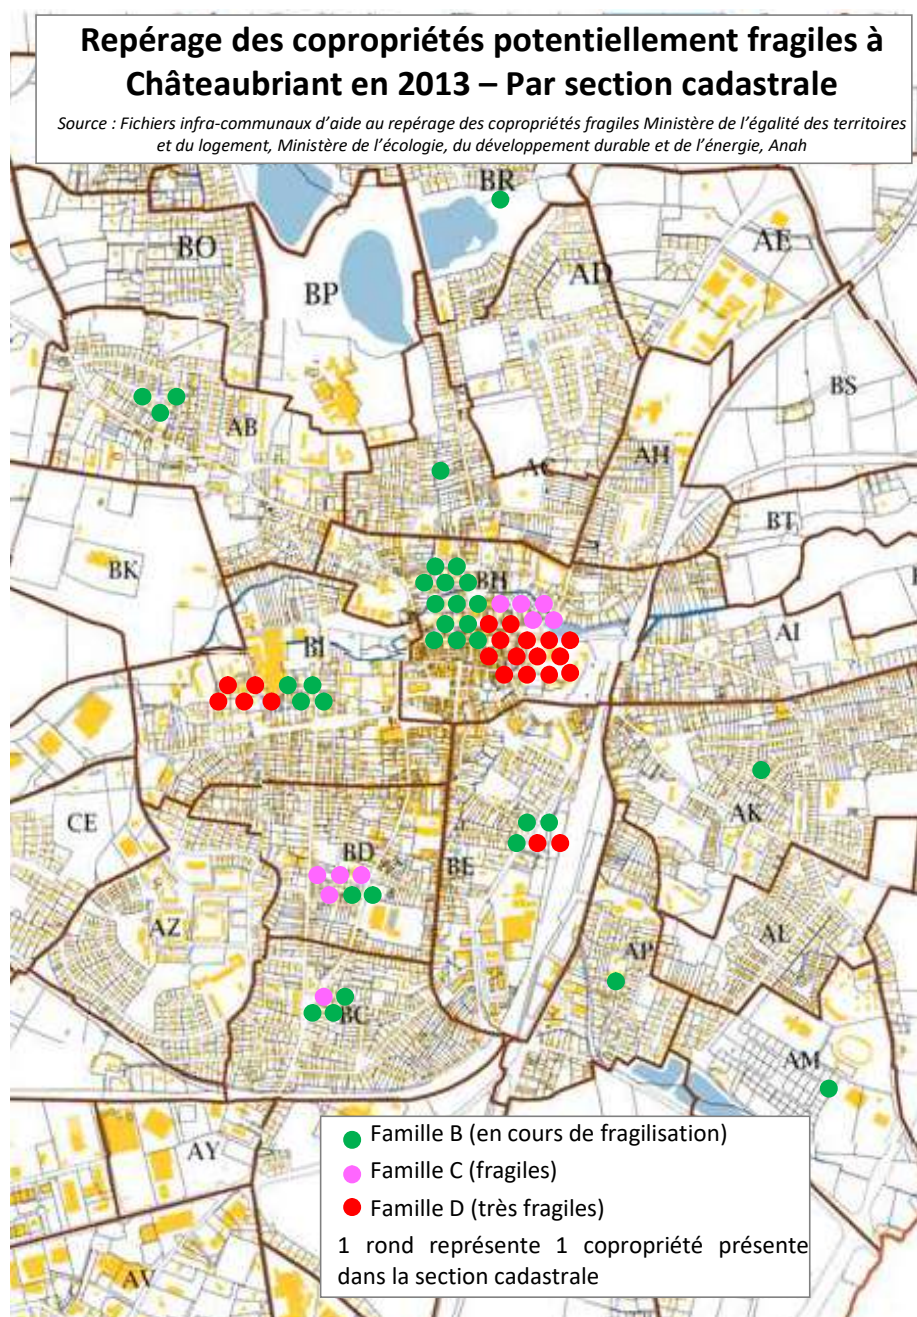 Repérage des copropriétés potentiellement fragiles à
Châteaubriant en 2013 – Par section cadastrale
Source : Fichiers infra-communaux d'aide au repérage des copropriétés fragiles Ministère de l'égalité des territoires
et du logement, Ministère de l'écologie, du développement durable et de l'énergie, Anah
BR
BO
AE
AD
BP
BS
AB
AH
AC
BT
BK
BH
AI
BI
AK
CE
BD
BE
AZ
AL
AP
BC
AM
AY
AV
Famille B (en cours de fragilisation)
Famille C (fragiles)
Famille D (très fragiles)
1 rond représente 1 copropriété présente
dans la section cadastrale